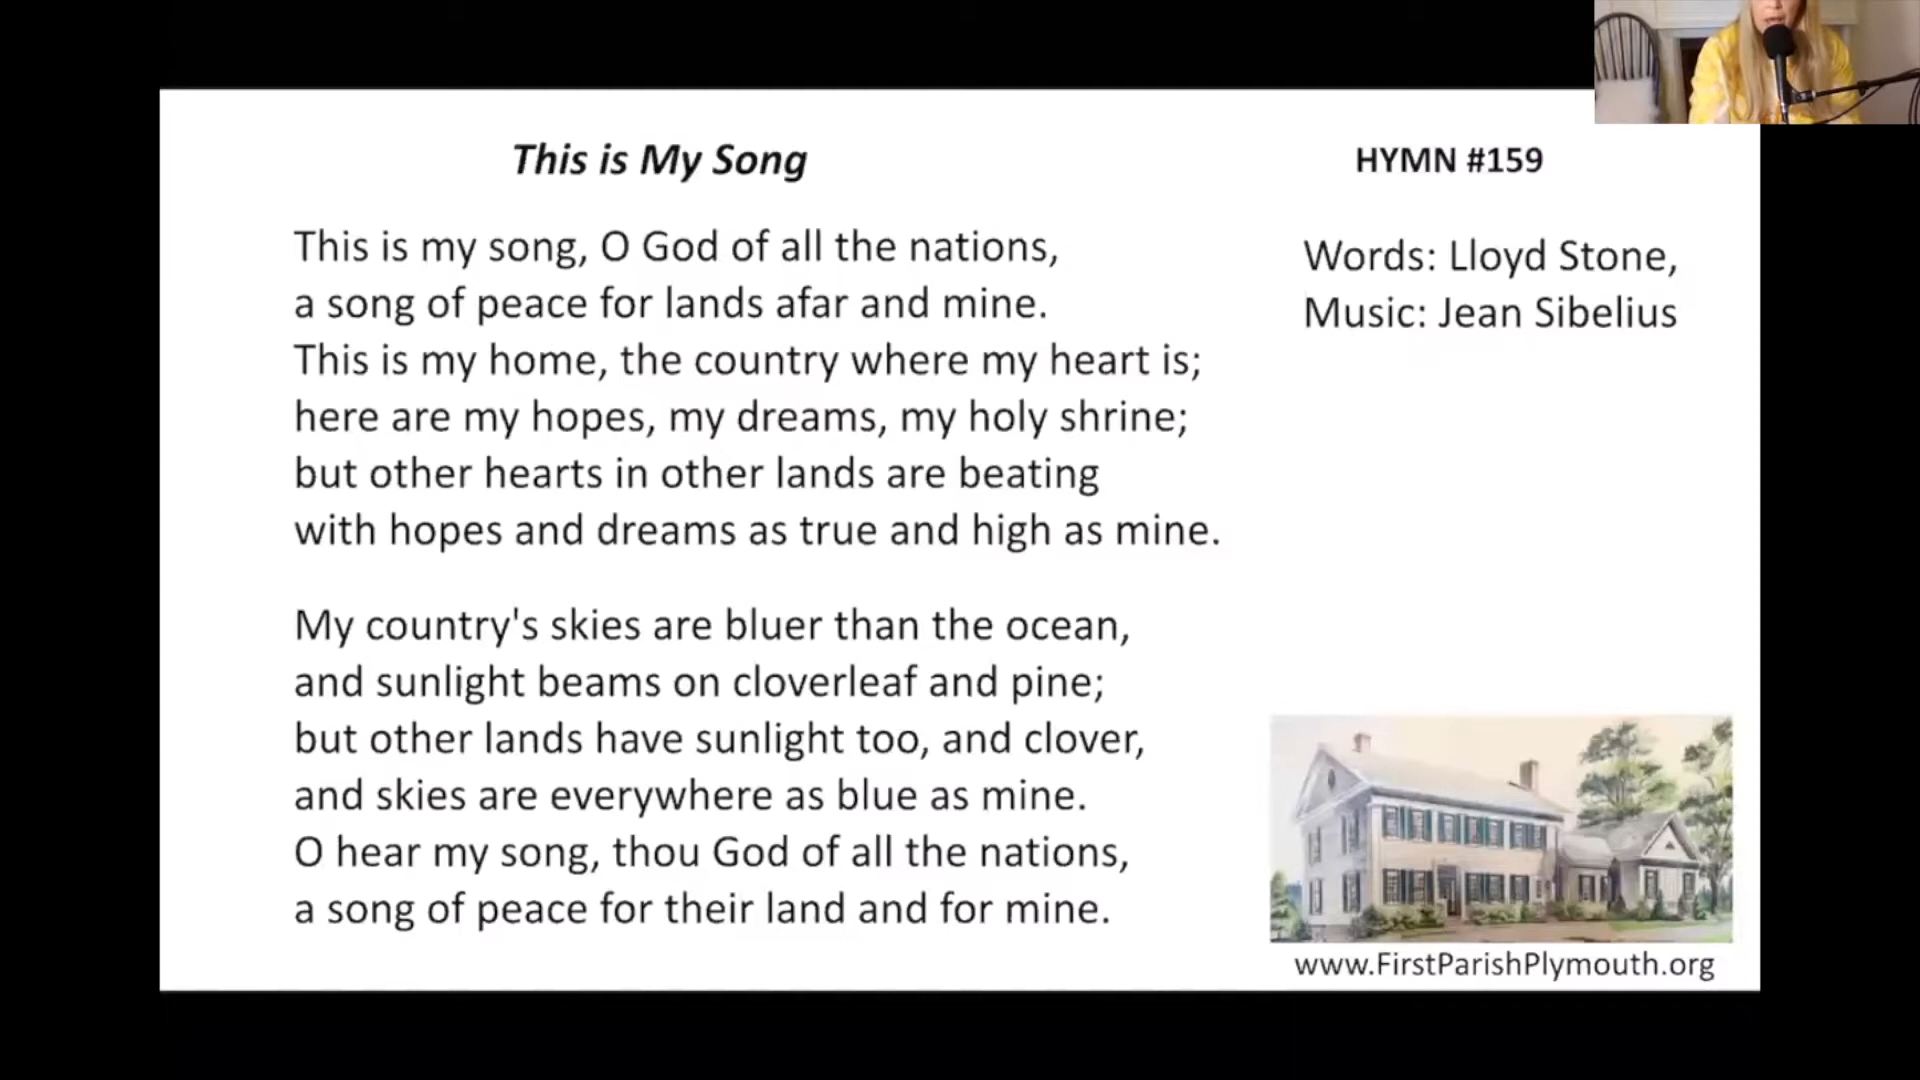 This is My Song
HYMN #159
This is my song, O God of all the nations,
a song of peace for lands afar and mine.
This is my home, the country where my heart is;
here are my hopes, my dreams, my holy shrine;
but other hearts in other lands are beating
with hopes and dreams as true and high as mine.
My country's skies are bluer than the ocean,
and sunlight beams on cloverleaf and pine;
but other lands have sunlight too, and clover,
and skies are everywhere as blue as mine.
O hear my song, thou God of all the nations,
a song of peace for their land and for mine.
Words: Lloyd Stone,
Music: Jean Sibelius
www.FirstParishPlymouth.org